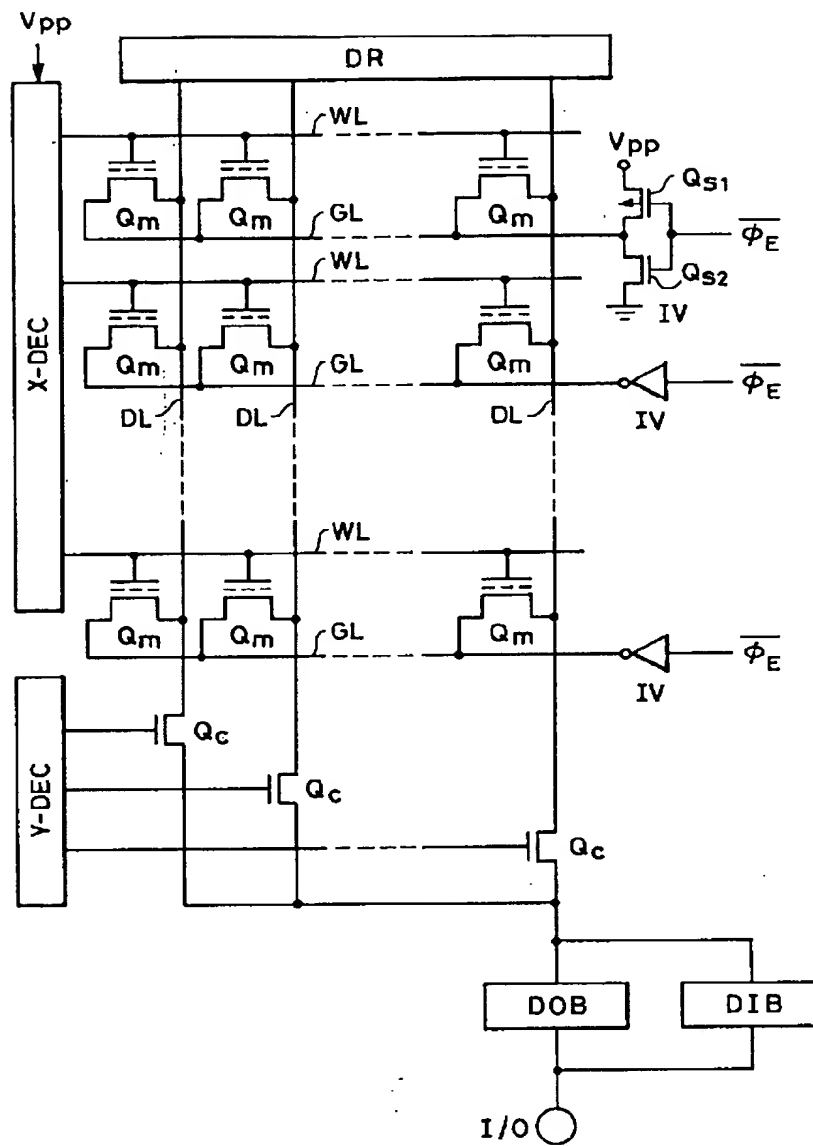 Vpp
DR
WL
Vpp
QS1
Qm Qm GL Qm
φE
WL
QS2
IV
X-DEC
Qm Qm GL Qm
φE
DL DL DL IV
WL
Qm Qm GL Qm
φE
IV
Y-DEC
Qc
Qc
Qc
DOB DIB
I/O